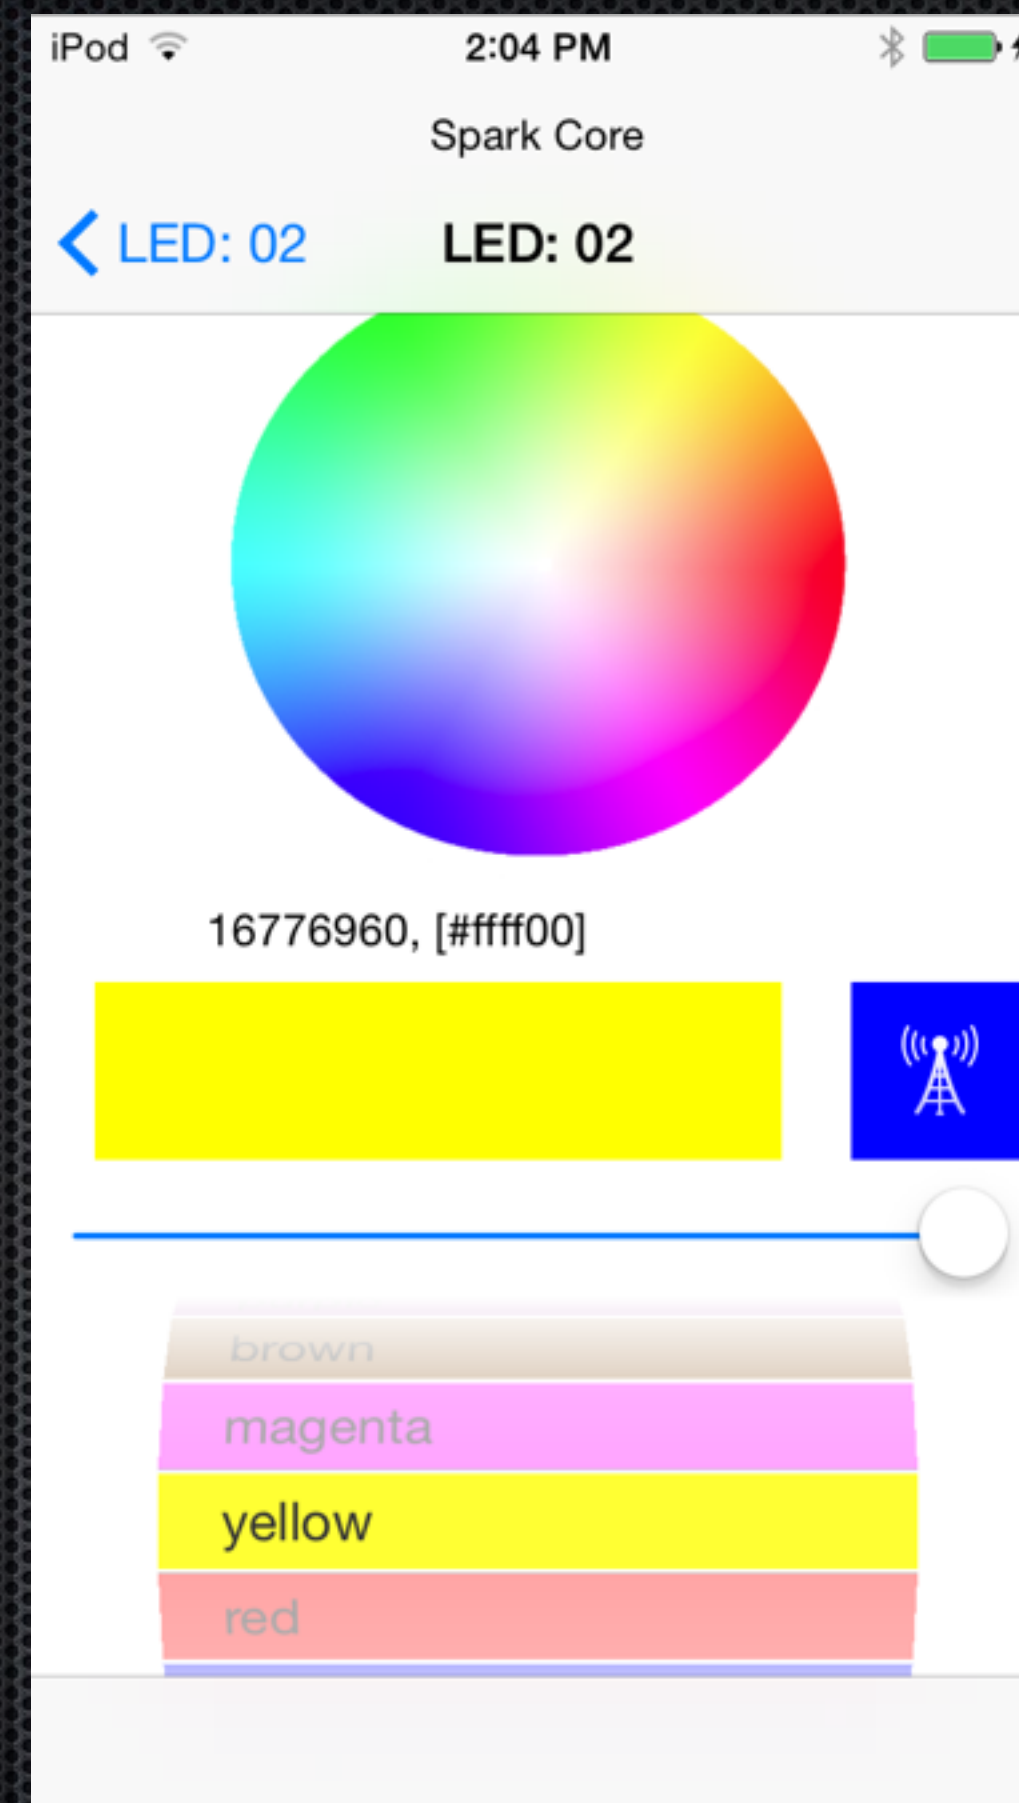 iPod 2:04 PM
Spark Core
LED: 02 LED: 02
16776960, [#ffff00]
brown
magenta
yellow
red